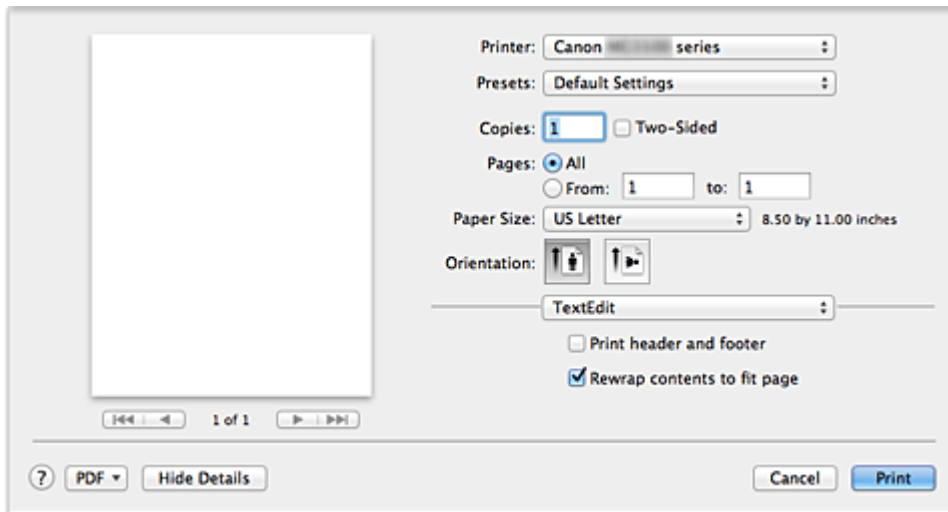 Printer: Canon series
Presets: Default Settings
Copies: 1 Two-Sided
Pages: All
From: 1 to: 1
Paper Size: US Letter 8.50 by 11.00 inches
Orientation:
TextEdit
Print header and footer
Rewrap contents to fit page
1 of 1
? PDF Hide Details Cancel Print